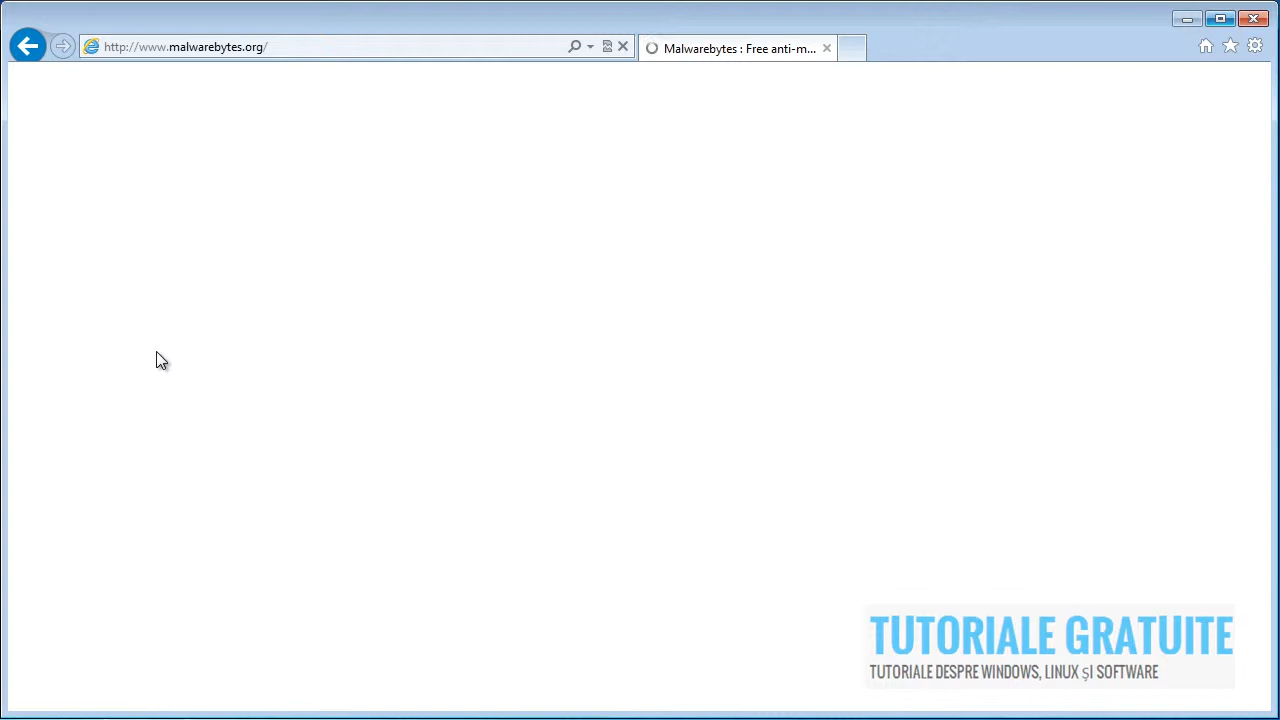 http://www.malwarebytes.org/
Malwarebytes : Free anti-m...
TUTORIALE GRATUITE
TUTORIALE DESPRE WINDOWS, LINUX ȘI SOFTWARE